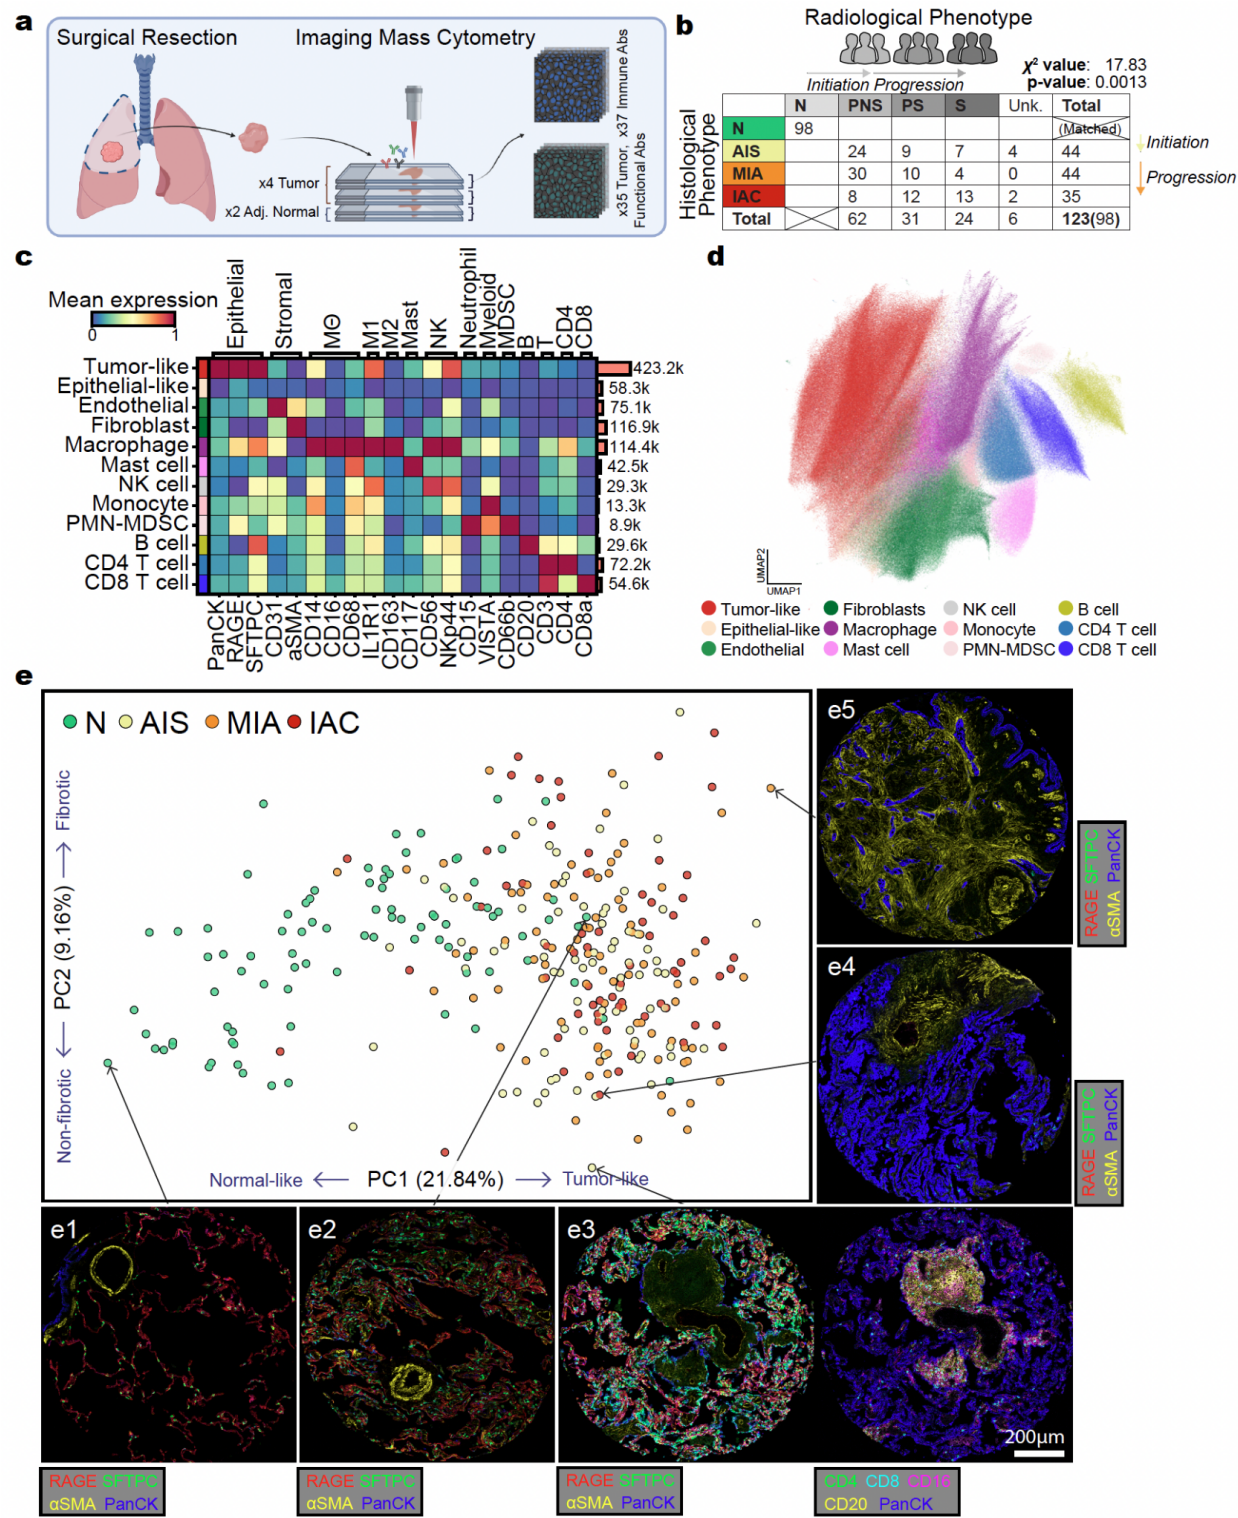 a
Surgical Resection
Imaging Mass Cytometry
x4 Tumor
x2 Adj. Normal
x37 Immune Abs
x35 Tumor,
Functional Abs
b
Radiological Phenotype
Initiation Progression
χ² value: 17.83
p-value: 0.0013
Histological
Phenotype
N PNS PS S Unk. Total
N 98 (Matched)
AIS 24 9 7 4 44
MIA 30 10 4 0 44
IAC 8 12 13 2 35
Total 62 31 24 6 123(98)
Initiation
Progression
c
Mean expression
0 1
Epithelial
Stromal
MΘ
M1
M2
Mast
NK
Neutrophil
Myeloid
MDSC
B
T
CD4
CD8
Tumor-like 423.2k
Epithelial-like 58.3k
Endothelial 75.1k
Fibroblast 116.9k
Macrophage 114.4k
Mast cell 42.5k
NK cell 29.3k
Monocyte 13.3k
PMN-MDSC 8.9k
B cell 29.6k
CD4 T cell 72.2k
CD8 T cell 54.6k
PanCK
RAGE
SFTPC
CD31
aSMA
CD14
CD16
CD68
IL1R1
CD163
CD117
CD56
NKp44
CD15
VISTA
CD66b
CD20
CD3
CD4
CD8a
d
UMAP2
UMAP1
Tumor-like Fibroblasts NK cell B cell
Epithelial-like Macrophage Monocyte CD4 T cell
Endothelial Mast cell PMN-MDSC CD8 T cell
e
N AIS MIA IAC
Non-fibrotic ← PC2 (9.16%) → Fibrotic
Normal-like ← PC1 (21.84%) → Tumor-like
e5
RAGE SFTPC
αSMA PanCK
e4
RAGE SFTPC
αSMA PanCK
e1
RAGE SFTPC
αSMA PanCK
e2
RAGE SFTPC
αSMA PanCK
e3
RAGE SFTPC
αSMA PanCK
200μm
CD4 CD8 CD16
CD20 PanCK